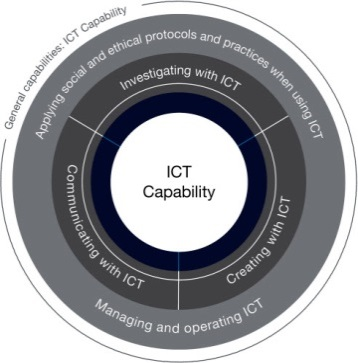 General capabilities: ICT Capability
Applying social and ethical protocols and practices when using ICT
Investigating with ICT
ICT
Capability
Communicating with ICT
Creating with ICT
Managing and operating ICT